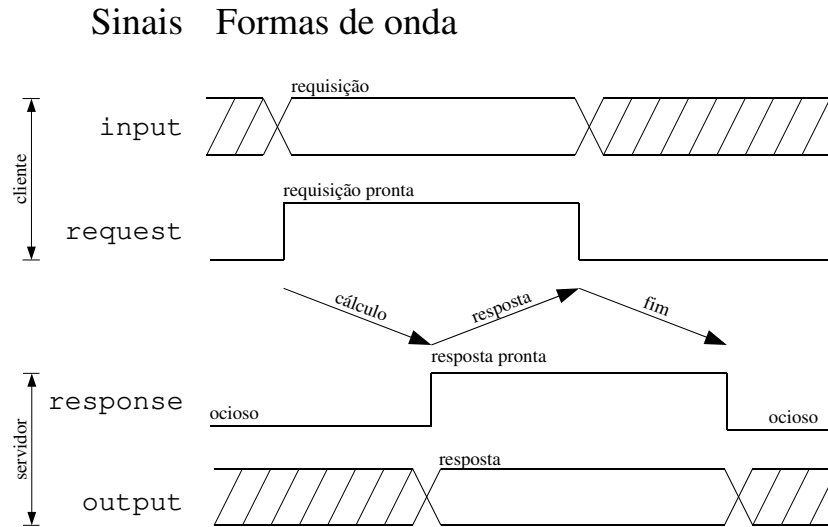 Sinais Formas de onda
requisição
input
cliente
requisição pronta
request
cálculo
resposta
fim
resposta pronta
response
ocioso
ocioso
servidor
resposta
output